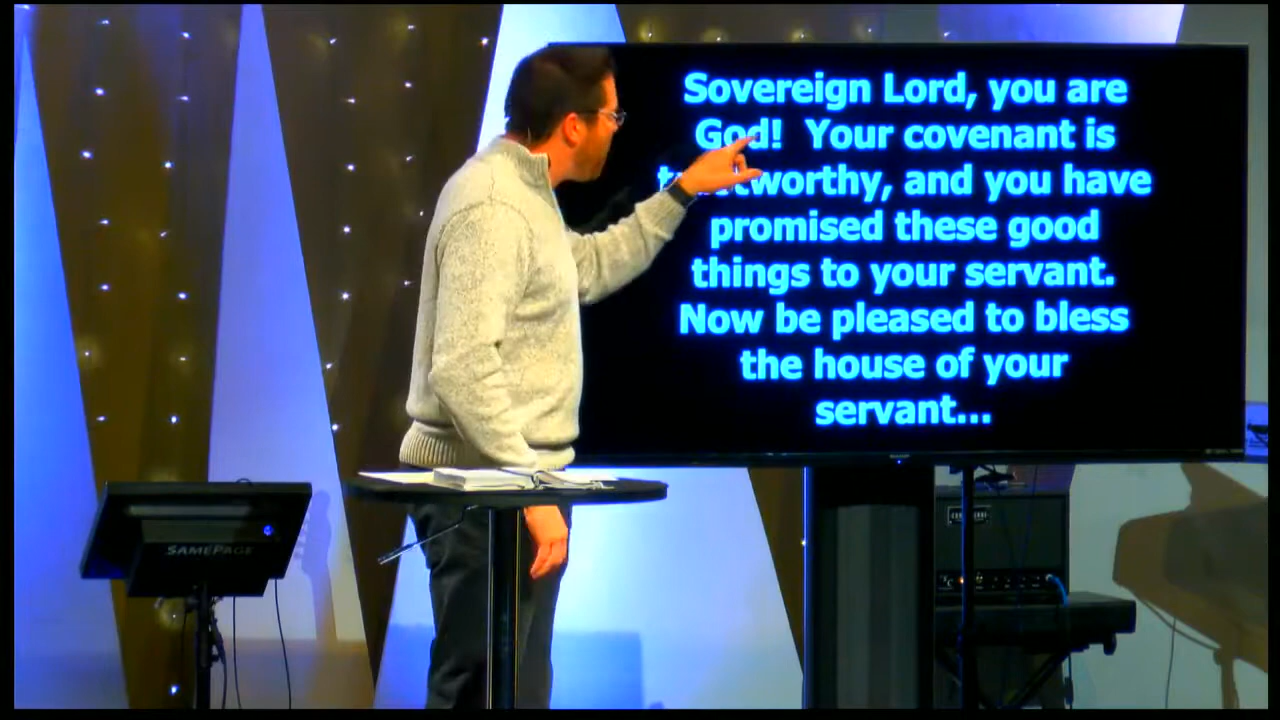 Sovereign Lord, you are
God!  Your covenant is
trustworthy, and you have
promised these good
things to your servant.
Now be pleased to bless
the house of your
servant...
SAMEPAGE